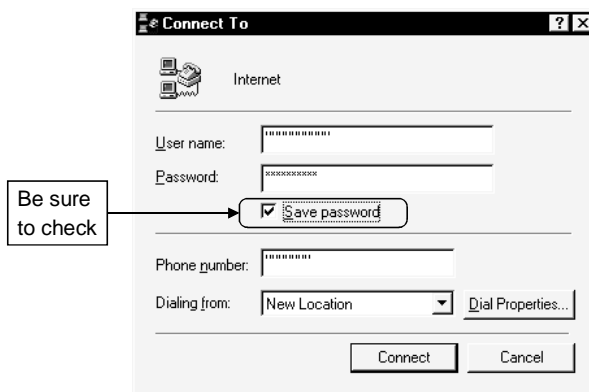 Connect To
Internet
User name:
Password: xxxxxxxxxx
Be sure
to check
Save password
Phone number:
Dialing from: New Location Dial Properties...
Connect Cancel